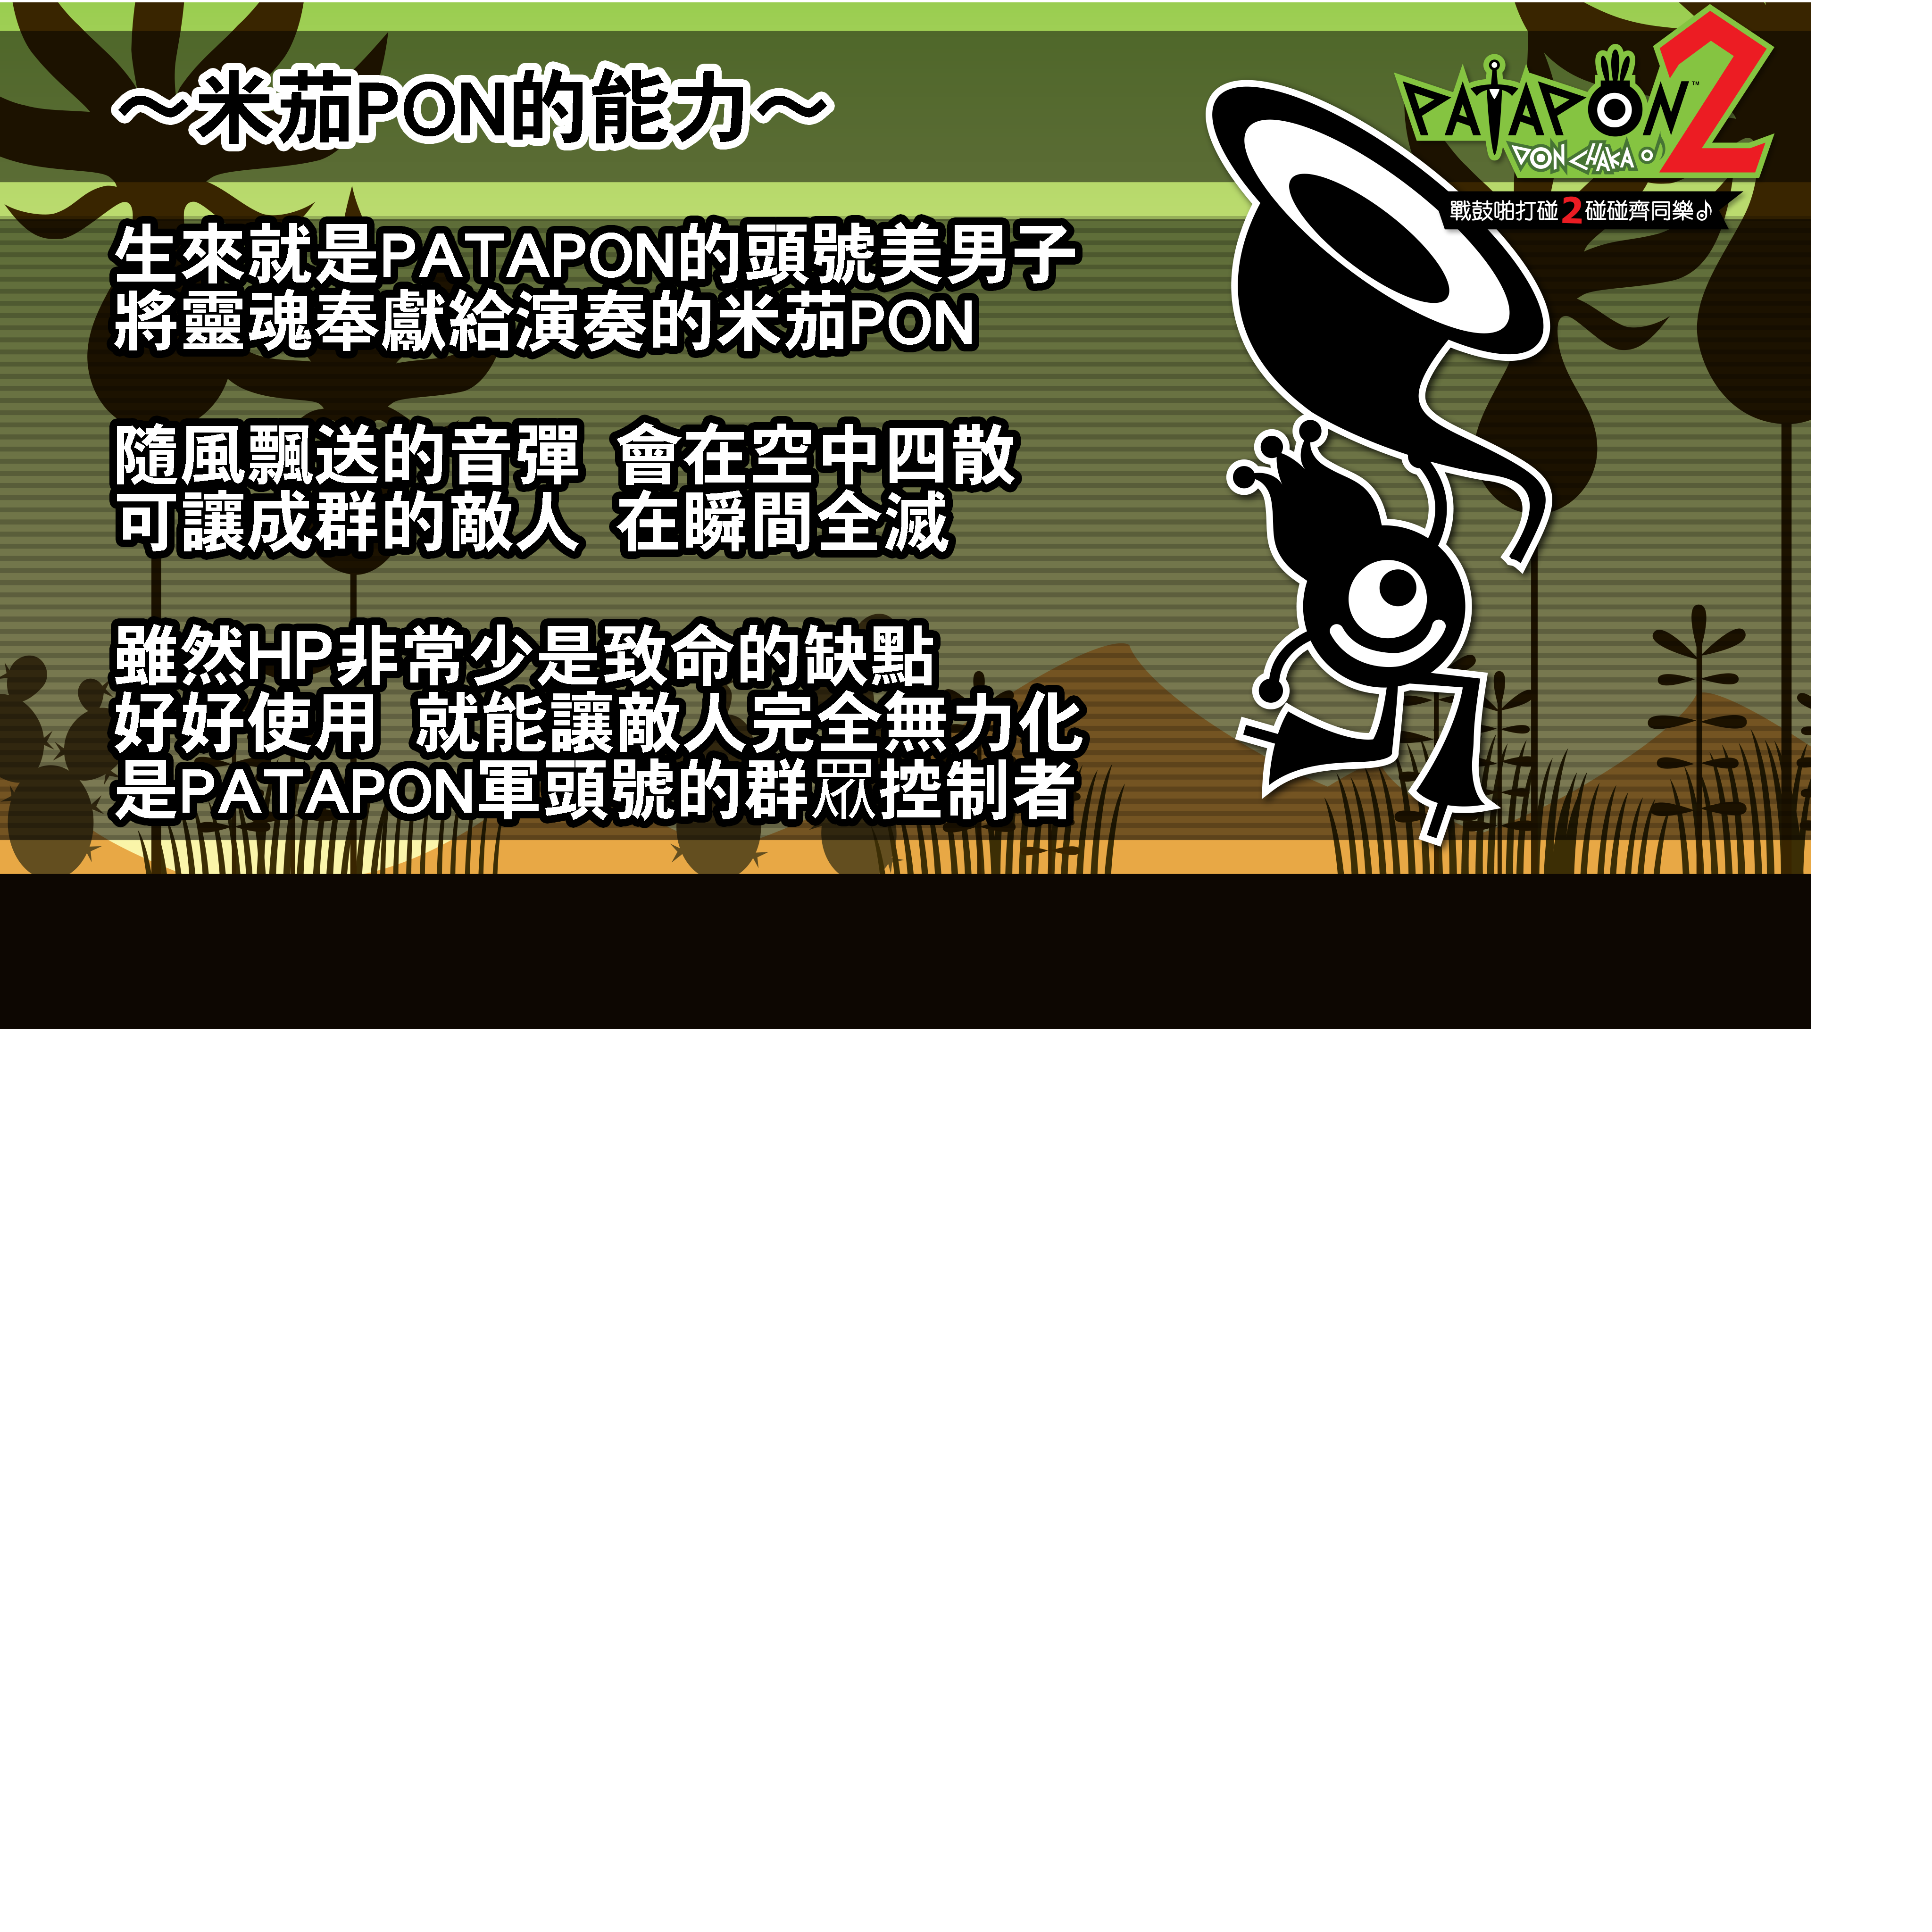 ～米茄PON的能力～
PATAPON™2
DON CHAKA♪
戰鼓啪打碰2碰碰齊同樂♪
生來就是PATAPON的頭號美男子
將靈魂奉獻給演奏的米茄PON
隨風飄送的音彈 會在空中四散
可讓成群的敵人 在瞬間全滅
雖然HP非常少是致命的缺點
好好使用 就能讓敵人完全無力化
是PATAPON軍頭號的群眾控制者